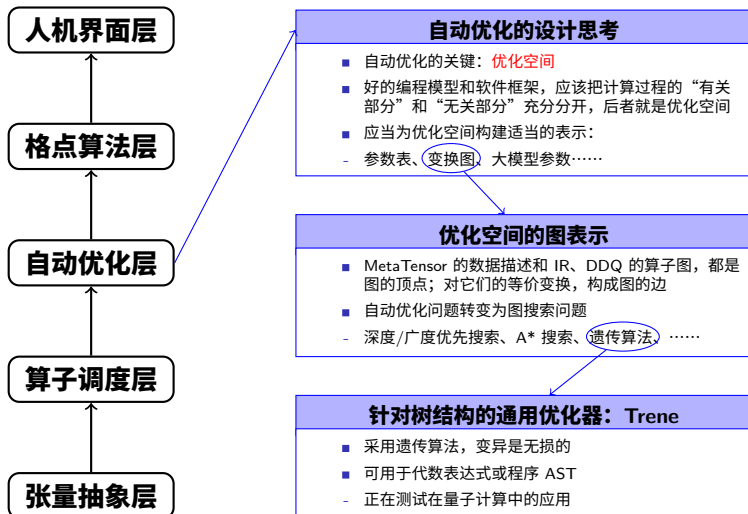 人机界面层
格点算法层
自动优化层
算子调度层
张量抽象层
自动优化的设计思考
自动优化的关键：优化空间
好的编程模型和软件框架，应该把计算过程的“有关
部分”和“无关部分”充分分开，后者就是优化空间
应当为优化空间构建适当的表示：
- 参数表、变换图、大模型参数……
优化空间的图表示
MetaTensor 的数据描述和 IR、DDQ 的算子图，都是
图的顶点；对它们的等价变换，构成图的边
自动优化问题转变为图搜索问题
- 深度/广度优先搜索、A* 搜索、遗传算法、……
针对树结构的通用优化器：Trene
采用遗传算法，变异是无损的
可用于代数表达式或程序 AST
- 正在测试在量子计算中的应用